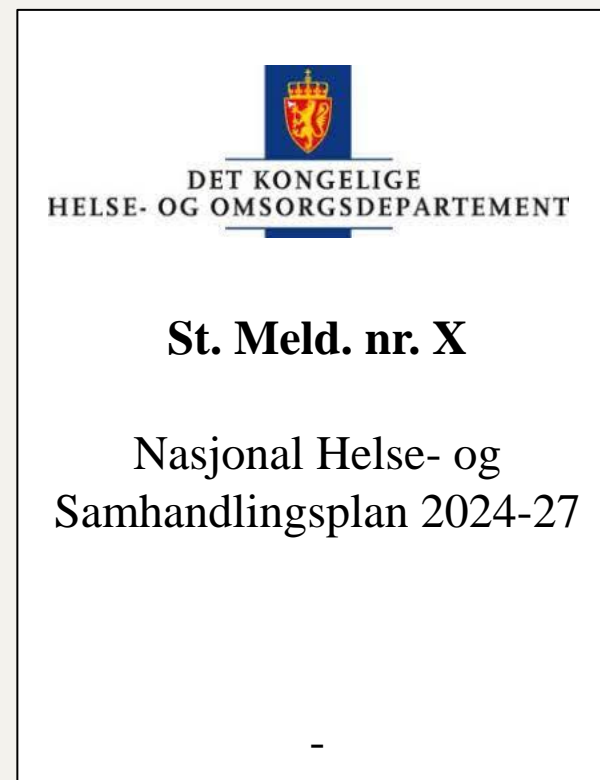 DET KONGELIGE
HELSE- OG OMSORGSDEPARTEMENT
St. Meld. nr. X
Nasjonal Helse- og
Samhandlingsplan 2024-27
-